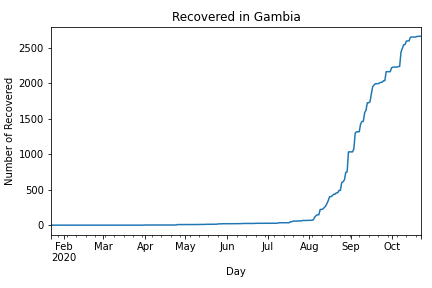 Recovered in Gambia
Number of Recovered
2500
2000
1500
1000
500
0
Feb Mar Apr May Jun Jul Aug Sep Oct
2020
Day